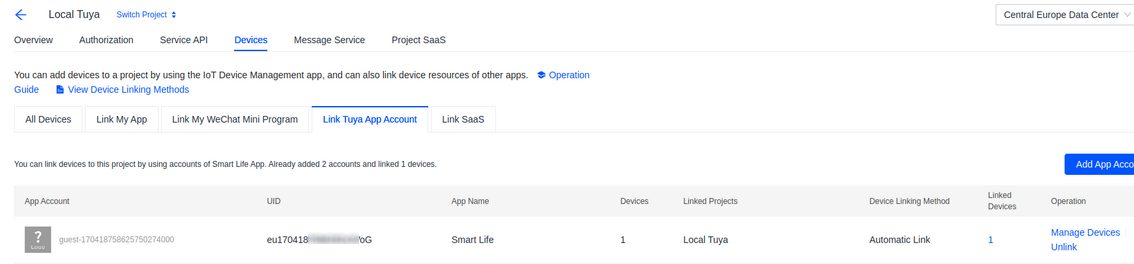 Local Tuya Switch Project Central Europe Data Center
Overview Authorization Service API Devices Message Service Project SaaS
You can add devices to a project by using the IoT Device Management app, and can also link device resources of other apps. Operation
Guide View Device Linking Methods
All Devices Link My App Link My WeChat Mini Program Link Tuya App Account Link SaaS
You can link devices to this project by using accounts of Smart Life App. Already added 2 accounts and linked 1 devices. Add App Acco
App Account UID App Name Devices Linked Projects Device Linking Method Linked Devices Operation
? LOGO guest-170418758625750274000 eu170418 oG Smart Life 1 Local Tuya Automatic Link 1 Manage Devices
Unlink